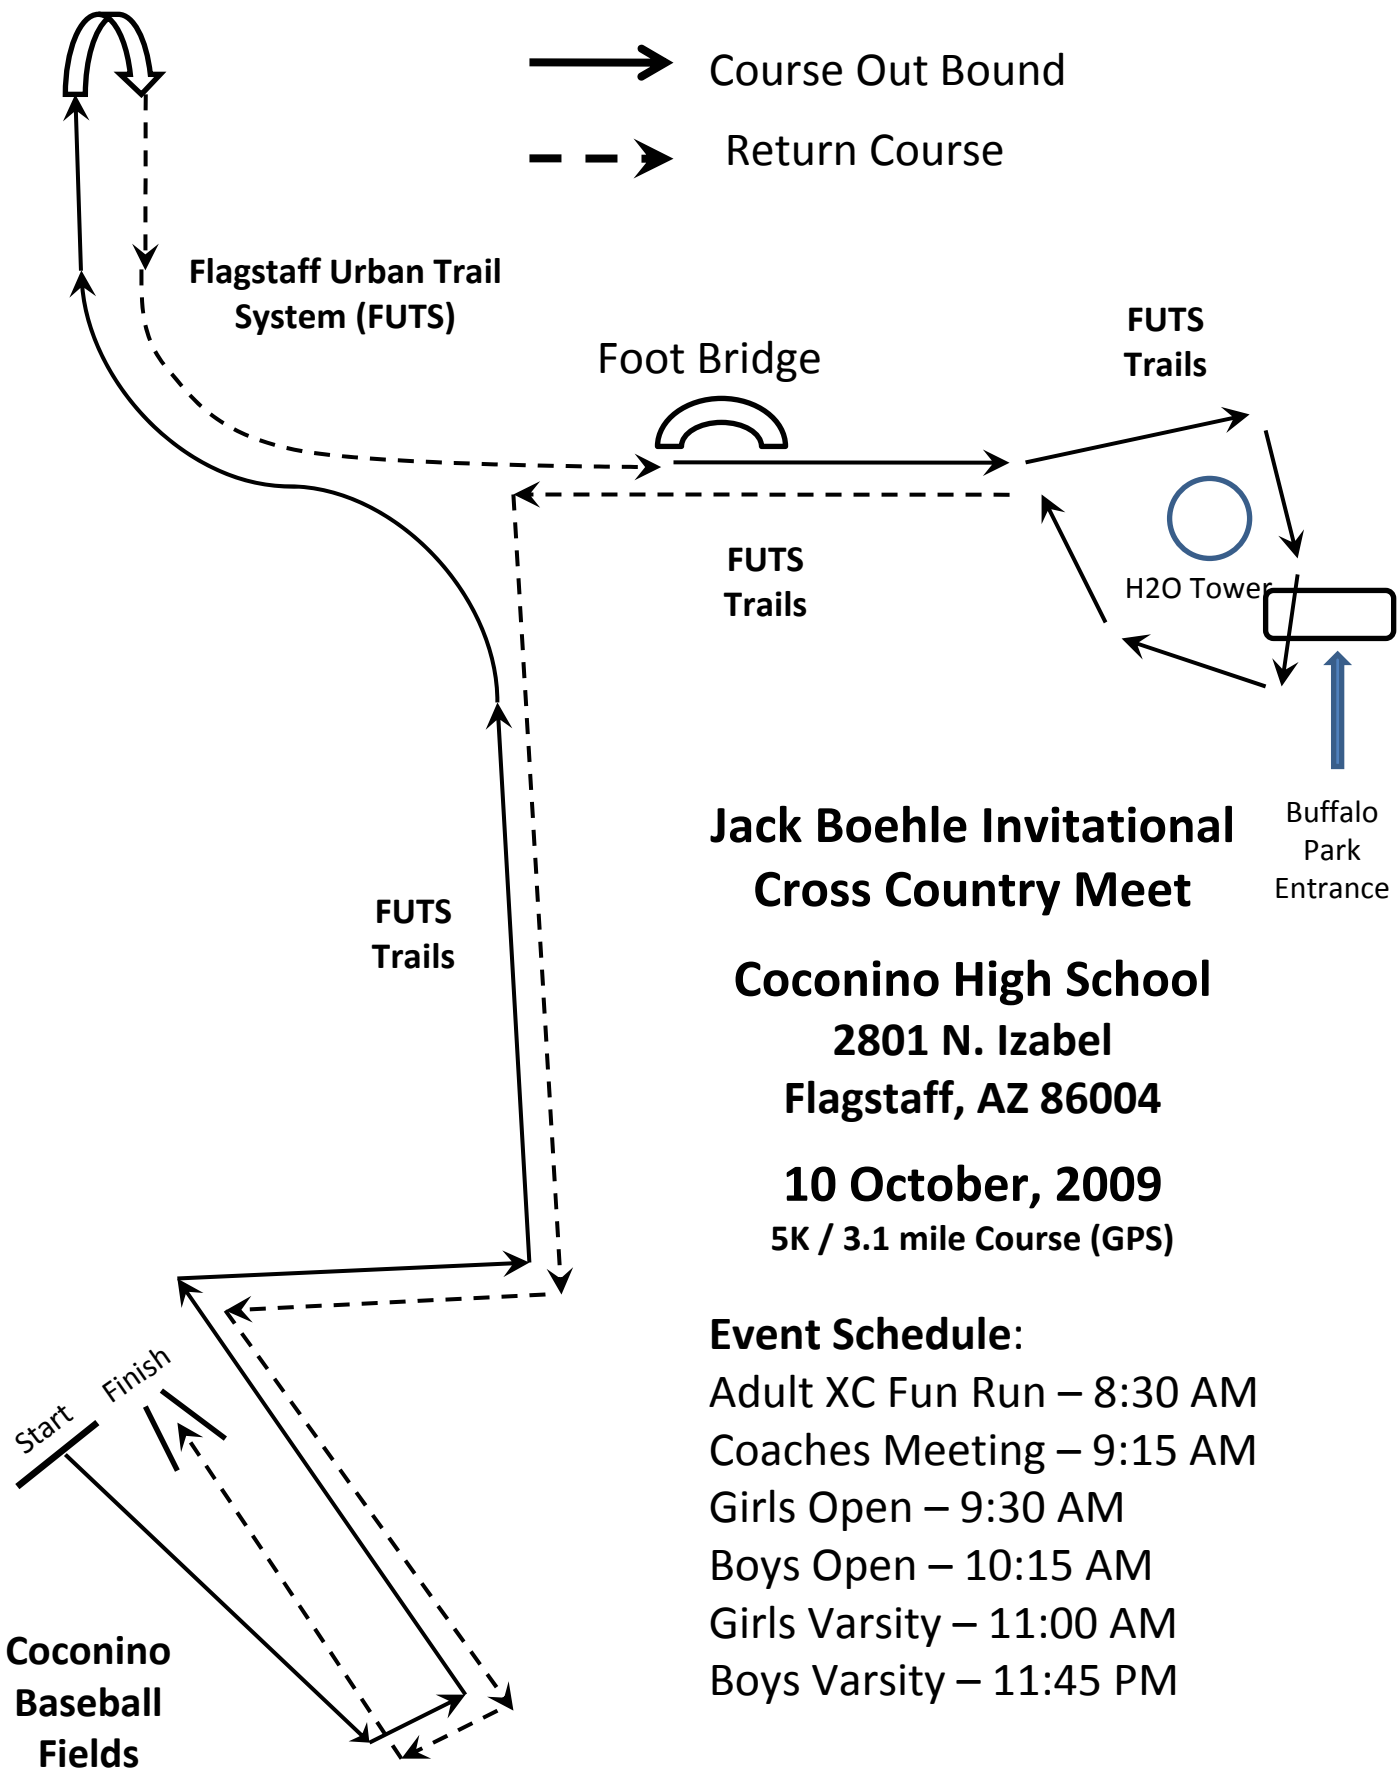 Course Out Bound
Return Course
Flagstaff Urban Trail
System (FUTS)
Foot Bridge
FUTS
Trails
FUTS
Trails
H2O Tower
Buffalo
Park
Entrance
Jack Boehle Invitational
Cross Country Meet
Coconino High School
2801 N. Izabel
Flagstaff, AZ 86004
10 October, 2009
5K / 3.1 mile Course (GPS)
FUTS
Trails
Event Schedule:
Adult XC Fun Run – 8:30 AM
Coaches Meeting – 9:15 AM
Girls Open – 9:30 AM
Boys Open – 10:15 AM
Girls Varsity – 11:00 AM
Boys Varsity – 11:45 PM
Finish
Start
Coconino
Baseball
Fields